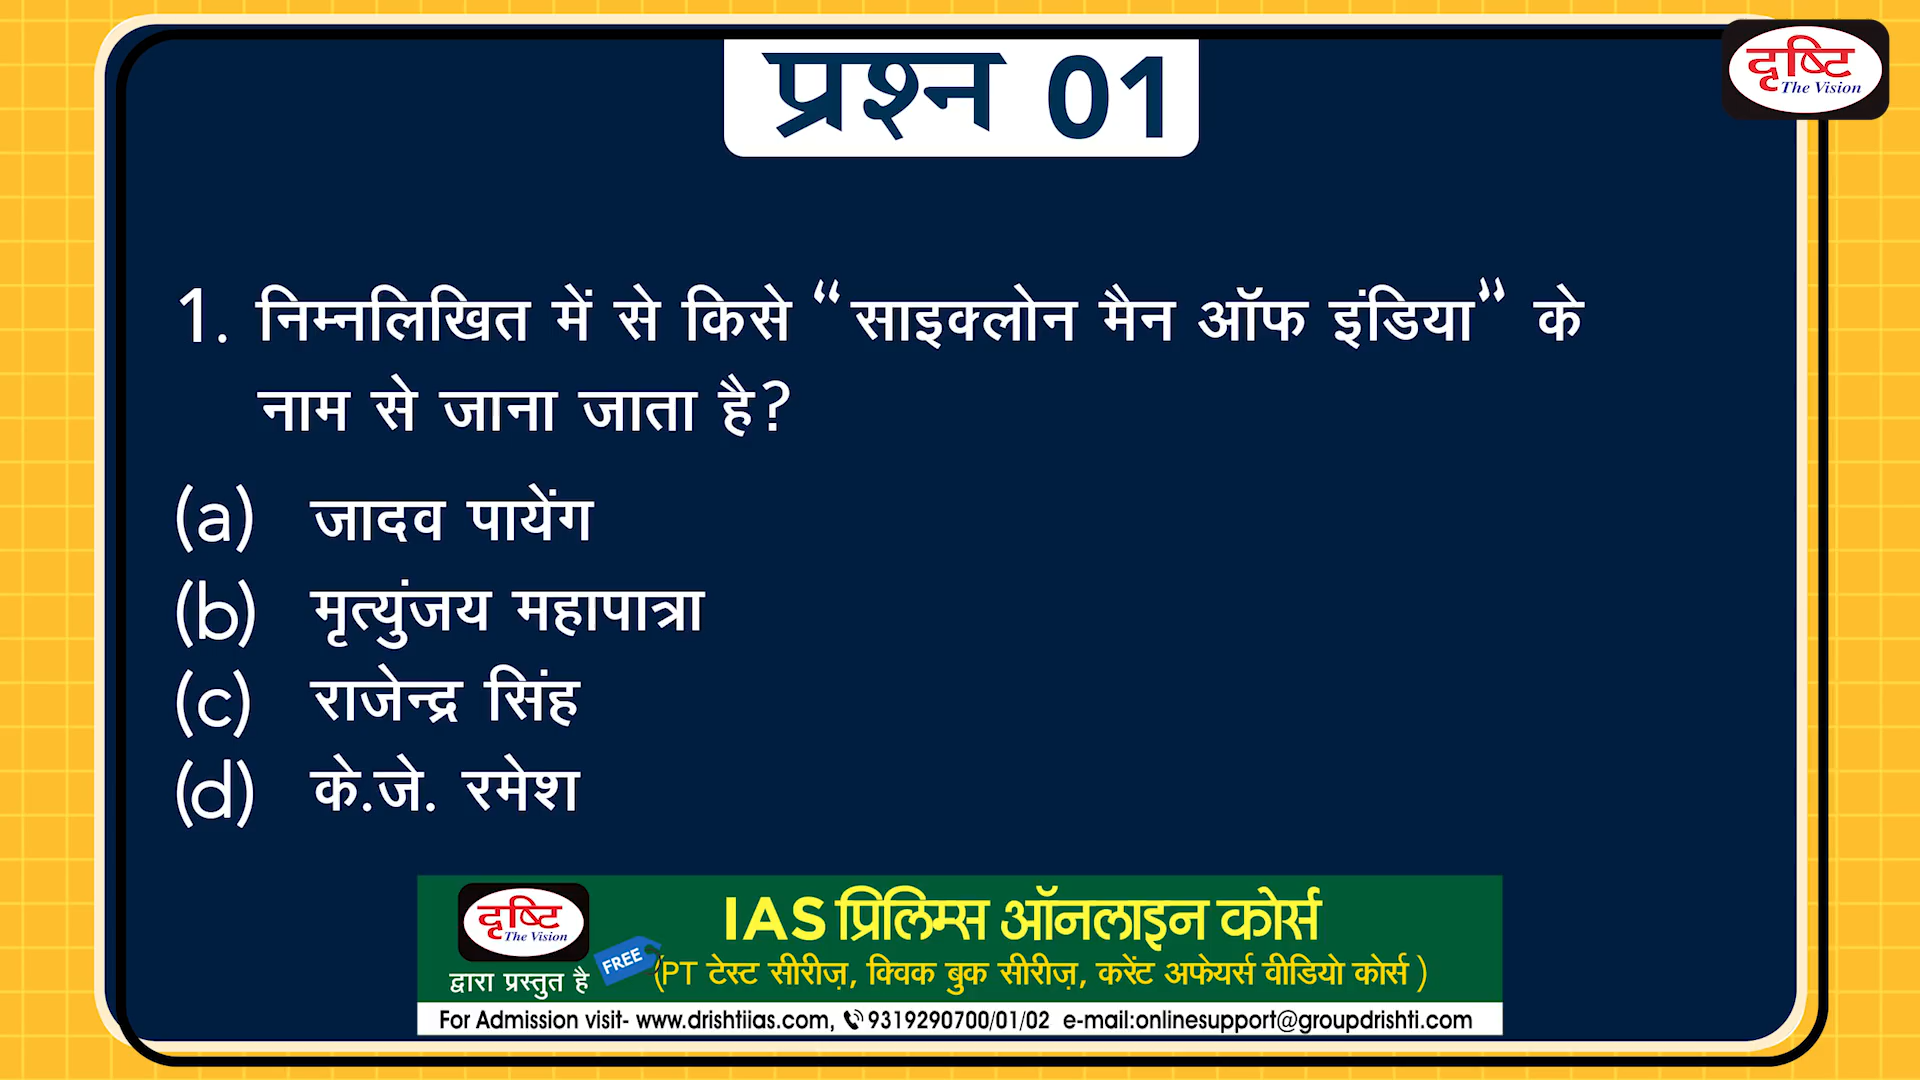 प्रश्न 01
दृष्टि
The Vision
1. निम्नलिखित में से किसे “साइक्लोन मैन ऑफ इंडिया” के
नाम से जाना जाता है?
(a) जादव पायेंग
(b) मृत्युंजय महापात्रा
(c) राजेन्द्र सिंह
(d) के.जे. रमेश
दृष्टि
The Vision
द्वारा प्रस्तुत है
FREE
IAS प्रिलिम्स ऑनलाइन कोर्स
(PT टेस्ट सीरीज़, क्विक बुक सीरीज़, करेंट अफेयर्स वीडियो कोर्स )
For Admission visit- www.drishtiias.com, 9319290700/01/02 e-mail:onlinesupport@groupdrishti.com